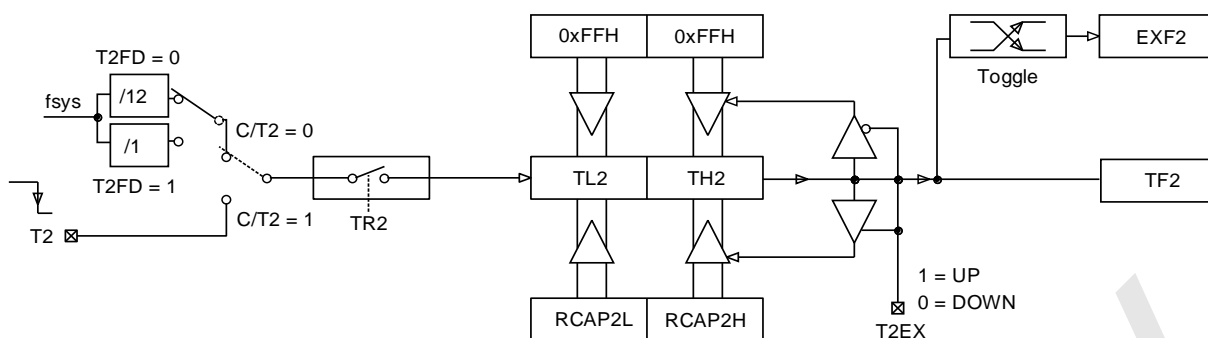 0xFFH 0xFFH EXF2
Toggle
T2FD = 0
/12
fsys
C/T2 = 0
/1
T2FD = 1
TL2 TH2 TF2
C/T2 = 1
TR2
T2
1 = UP
0 = DOWN
RCAP2L RCAP2H
T2EX